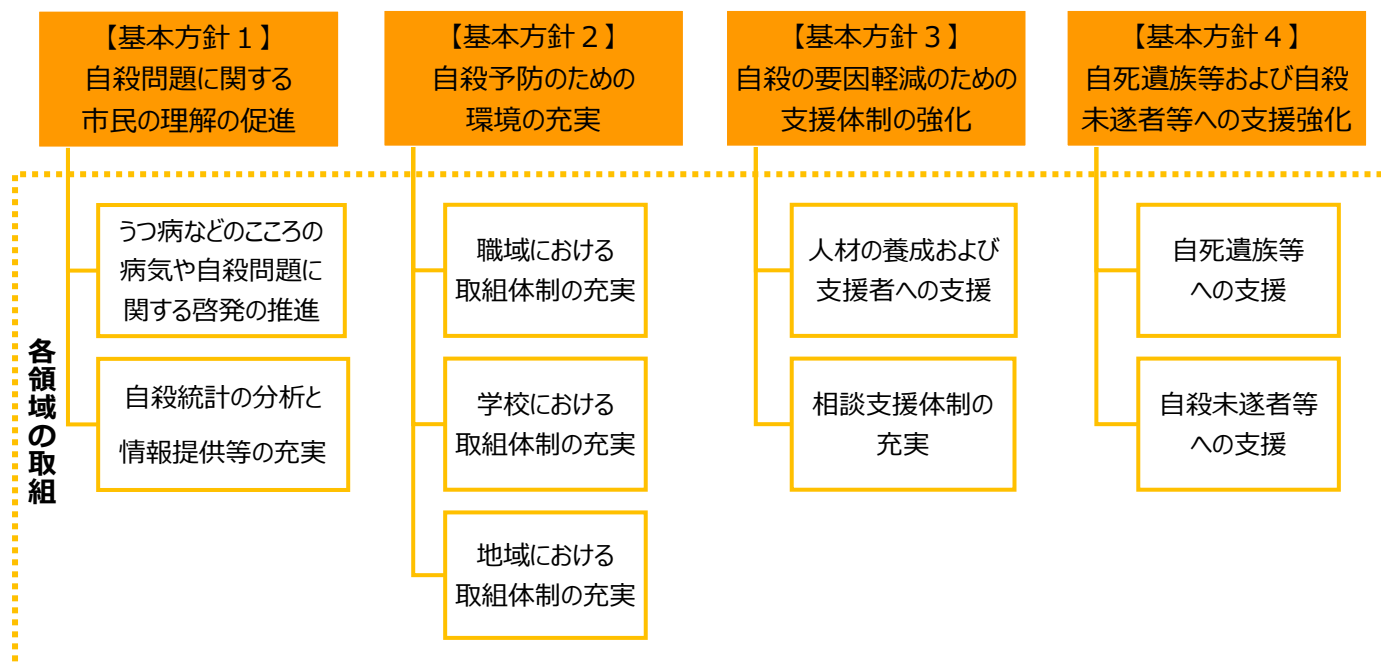 【基本方針１】
自殺問題に関する
市民の理解の促進
【基本方針２】
自殺予防のための
環境の充実
【基本方針３】
自殺の要因軽減のための
支援体制の強化
【基本方針４】
自死遺族等および自殺
未遂者等への支援強化
各領域の取組
うつ病などのこころの
病気や自殺問題に
関する啓発の推進
自殺統計の分析と
情報提供等の充実
職域における
取組体制の充実
学校における
取組体制の充実
地域における
取組体制の充実
人材の養成および
支援者への支援
相談支援体制の
充実
自死遺族等
への支援
自殺未遂者等
への支援